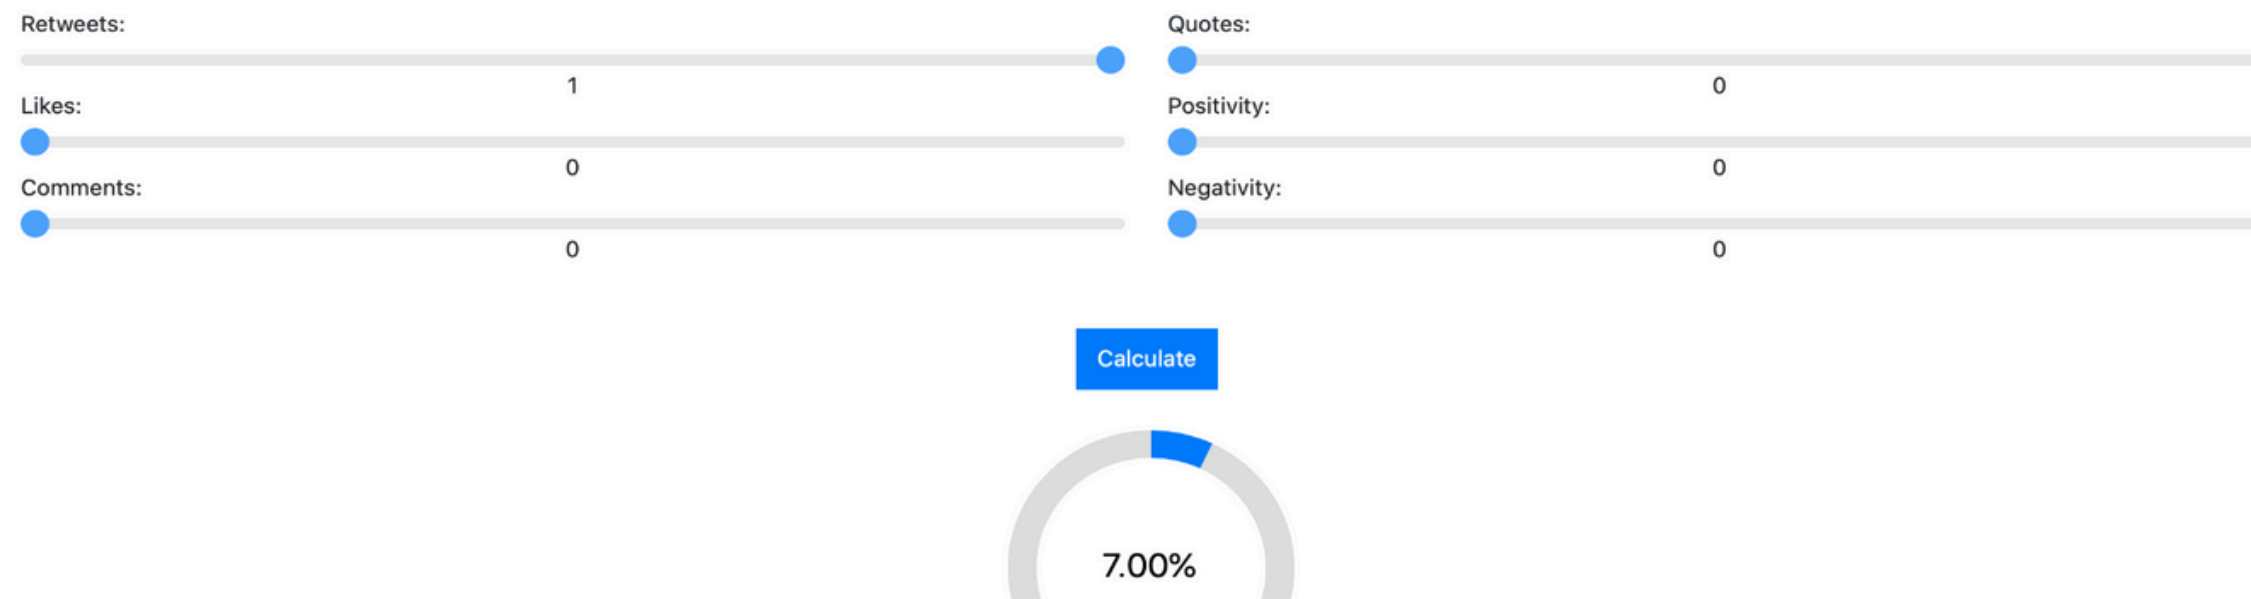 Retweets:
1
Likes:
0
Comments:
0
Quotes:
0
Positivity:
0
Negativity:
0
Calculate
7.00%